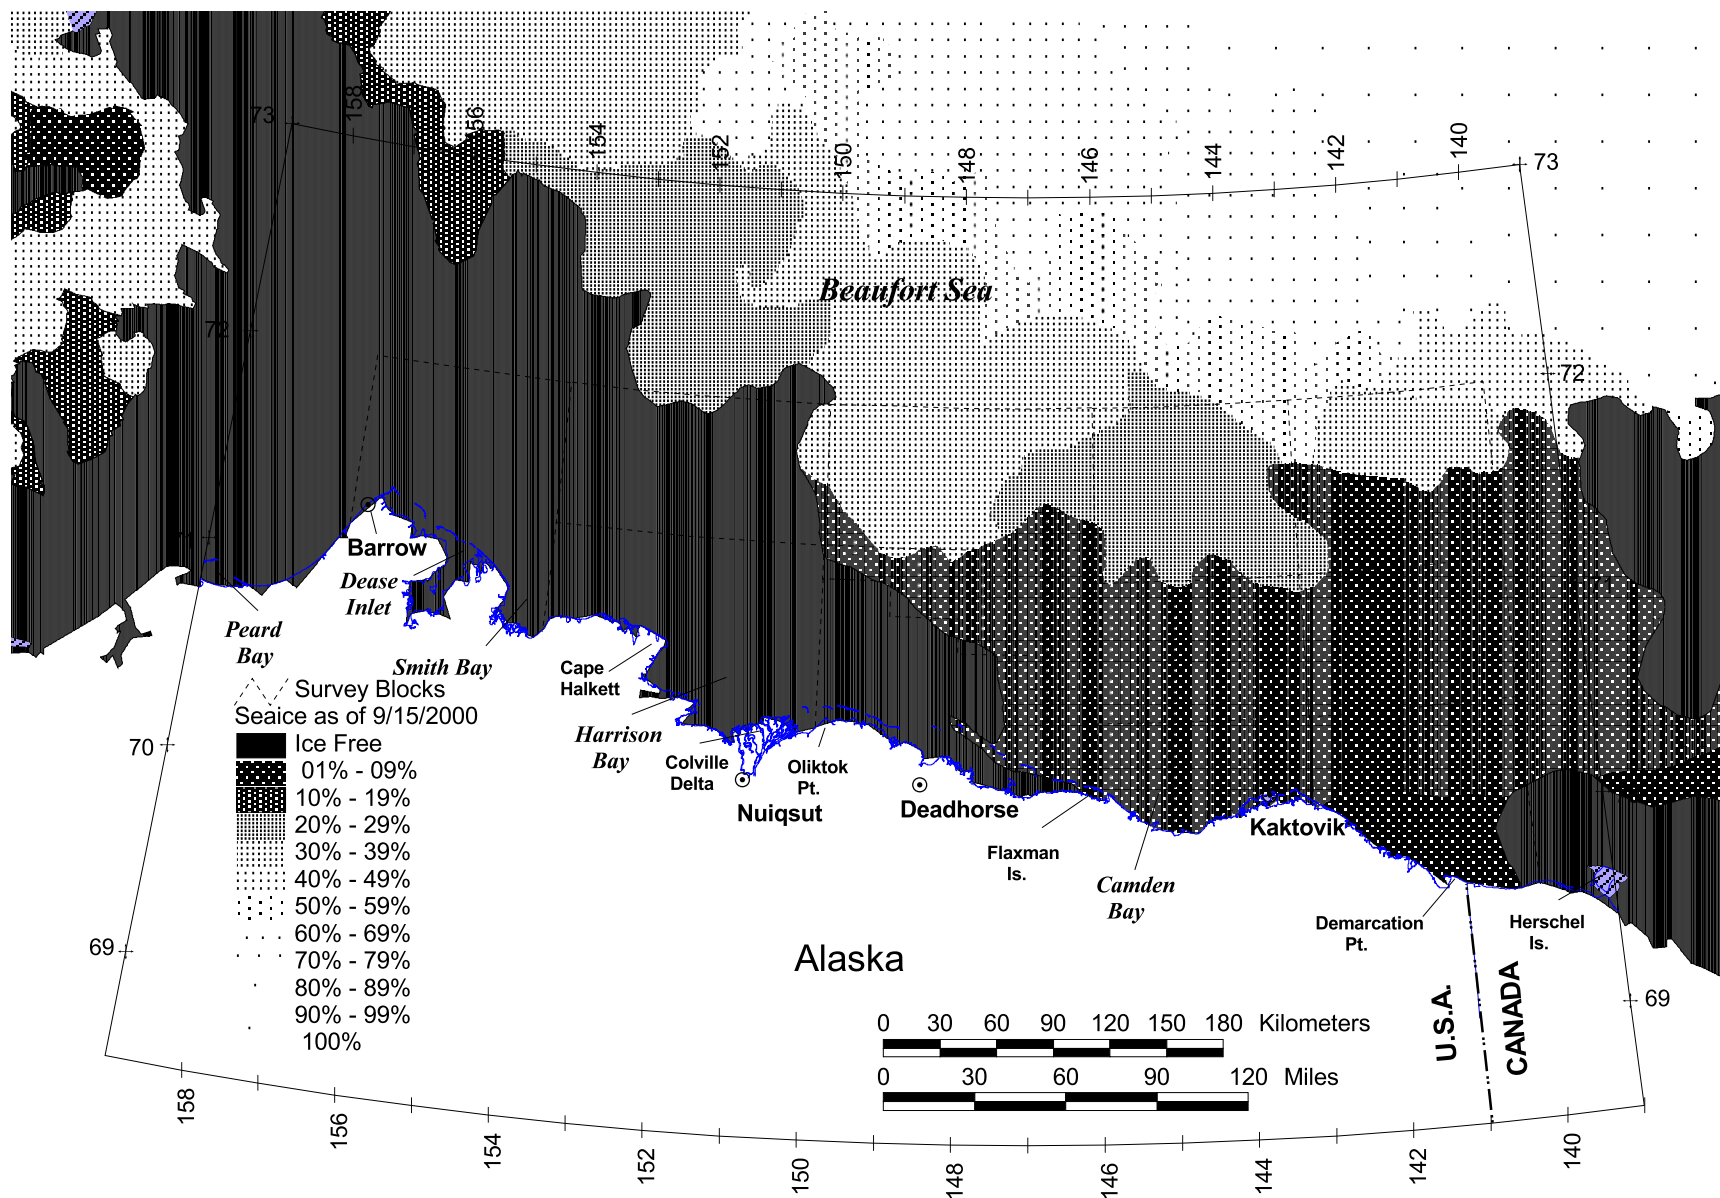 158
156
154
152
150
148
146
144
142
140
73
73
Beaufort Sea
72
72
71
71
Barrow
Dease
Inlet
Peard
Bay
Smith Bay
Cape
Halkett
Harrison
Bay
Colville
Delta
Oliktok
Pt.
Nuiqsut
Deadhorse
Kaktovik
Flaxman
Is.
Camden
Bay
Demarcation
Pt.
Herschel
Is.
Survey Blocks
Seaice as of 9/15/2000
Ice Free
01% - 09%
10% - 19%
20% - 29%
30% - 39%
40% - 49%
50% - 59%
60% - 69%
70% - 79%
80% - 89%
90% - 99%
100%
70
69
69
Alaska
U.S.A.
CANADA
0 30 60 90 120 150 180 Kilometers
0 30 60 90 120 Miles
158
156
154
152
150
148
146
144
142
140